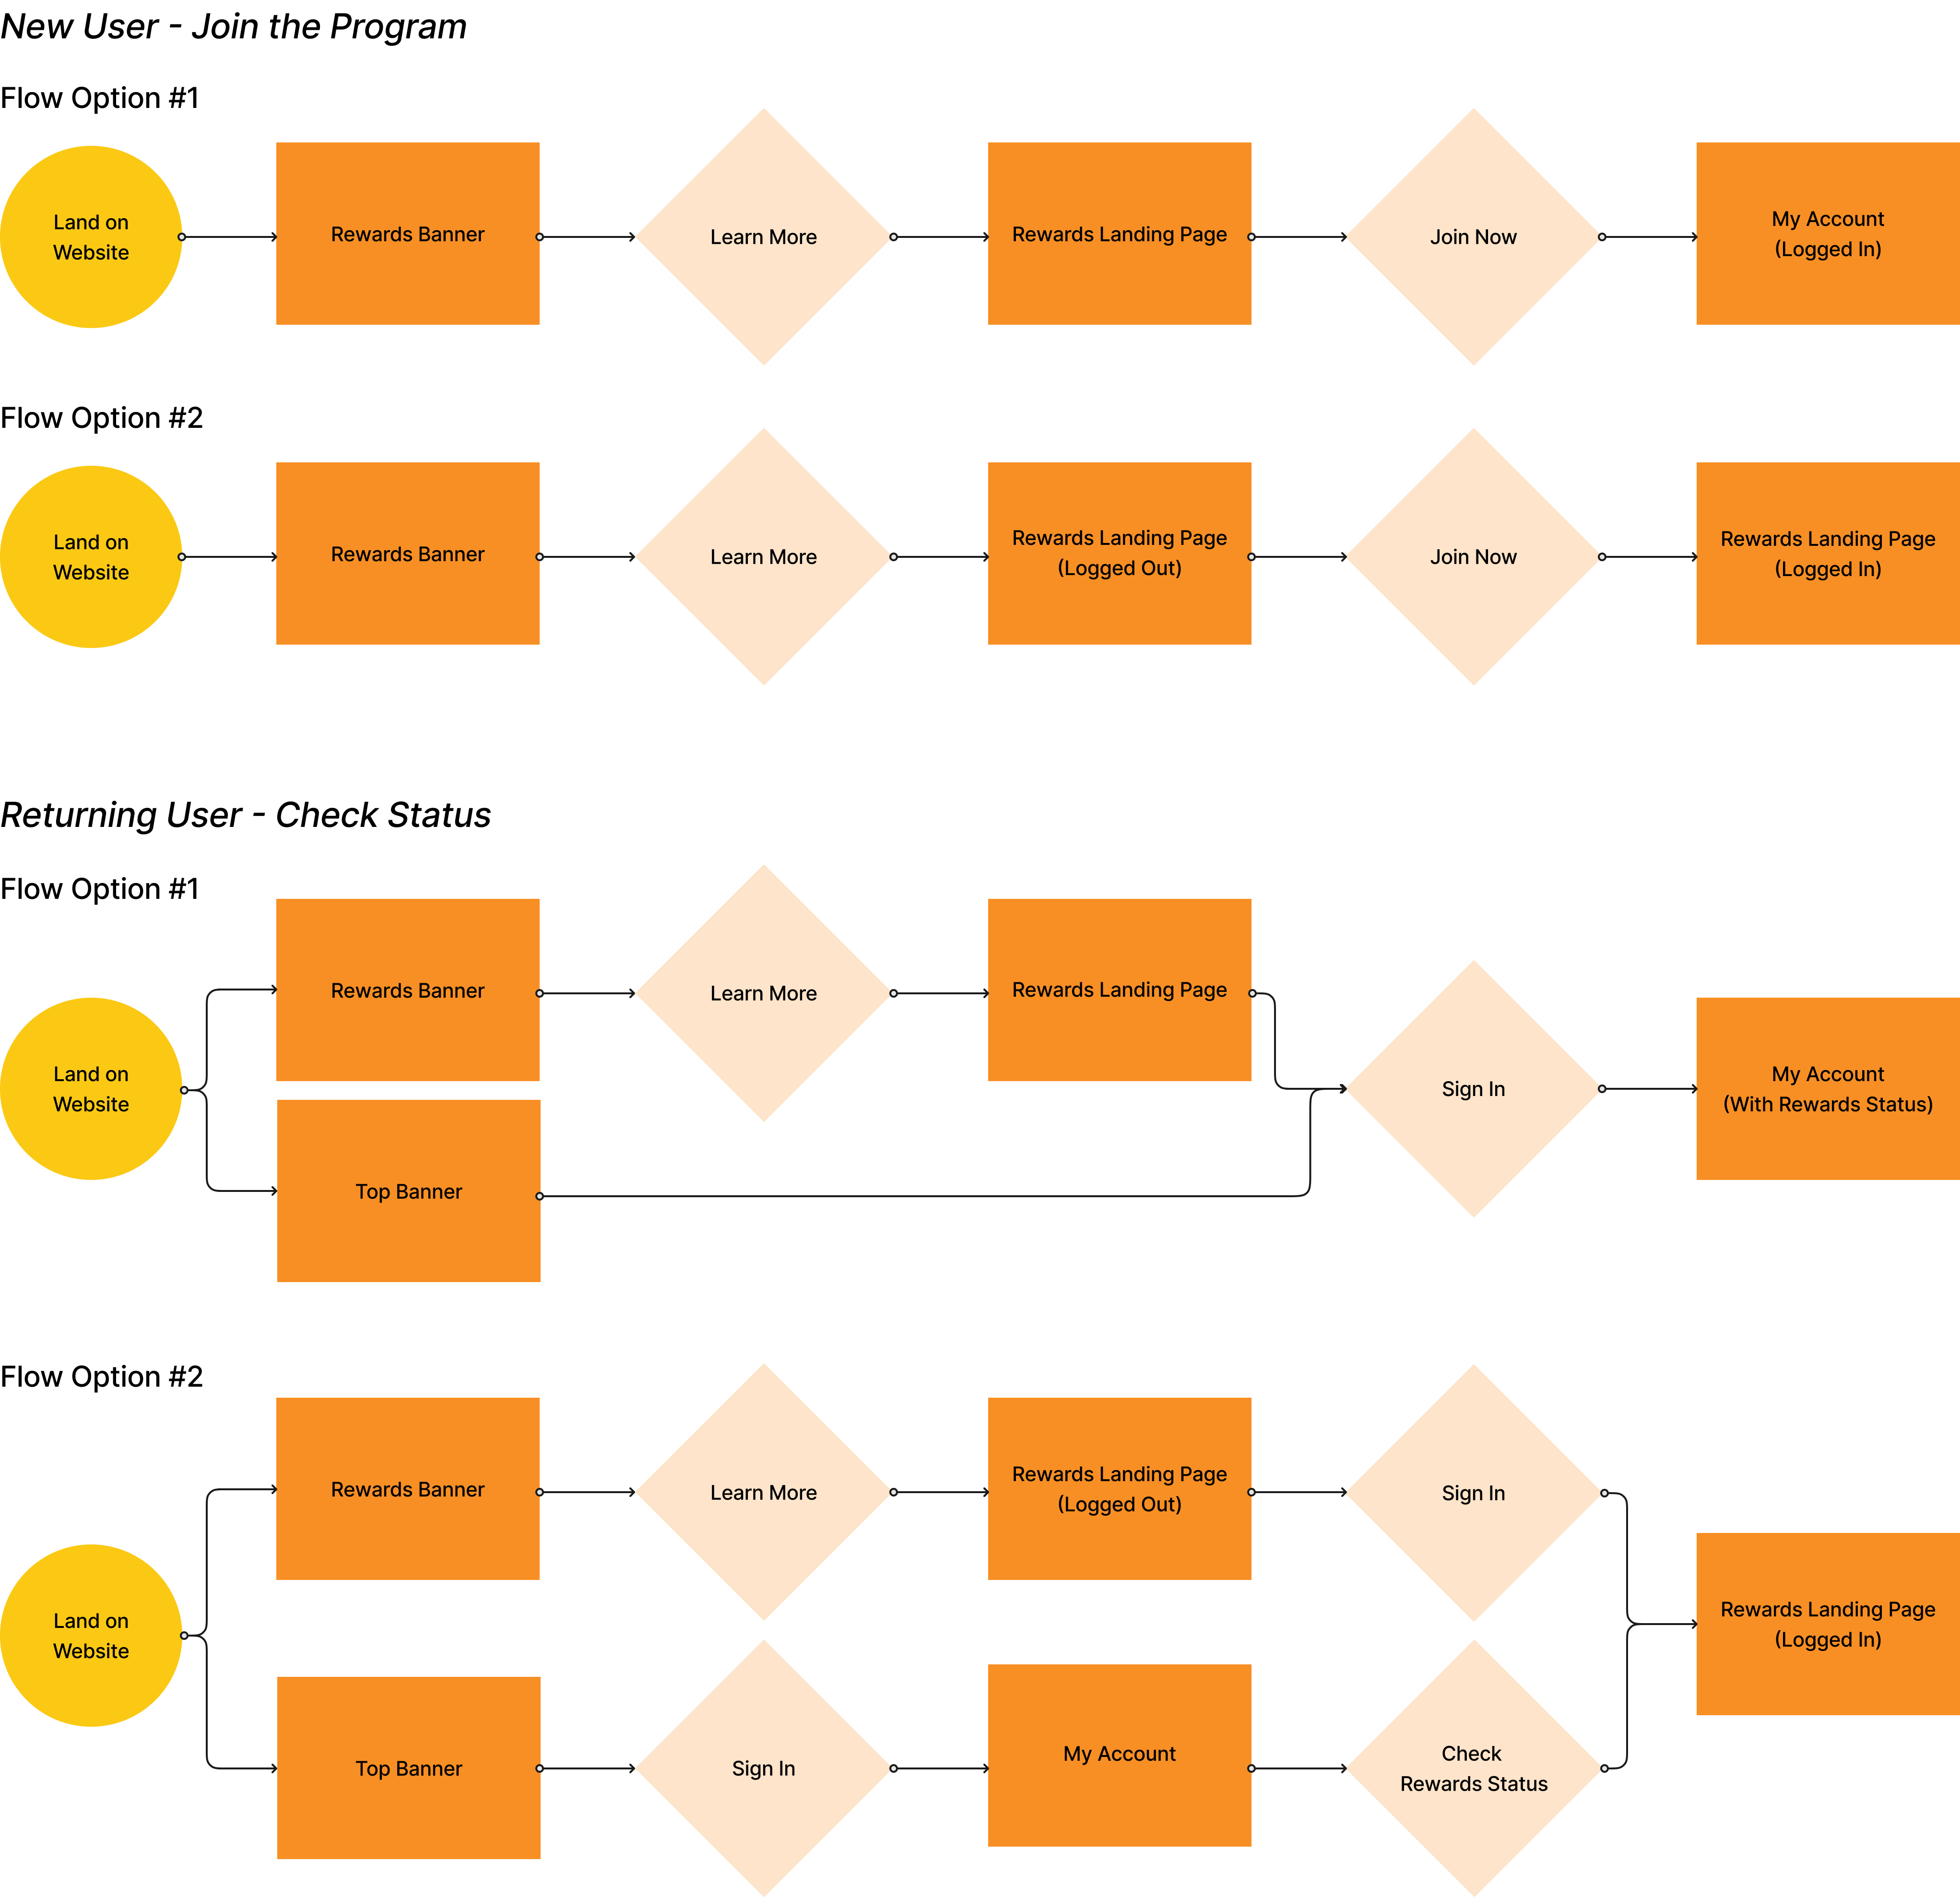 New User - Join the Program
Flow Option #1
Land on
Website
Rewards Banner
Learn More
Rewards Landing Page
Join Now
My Account
(Logged In)
Flow Option #2
Land on
Website
Rewards Banner
Learn More
Rewards Landing Page
(Logged Out)
Join Now
Rewards Landing Page
(Logged In)
Returning User - Check Status
Flow Option #1
Land on
Website
Rewards Banner
Learn More
Rewards Landing Page
Top Banner
Sign In
My Account
(With Rewards Status)
Flow Option #2
Land on
Website
Rewards Banner
Learn More
Rewards Landing Page
(Logged Out)
Sign In
Top Banner
Sign In
My Account
Check
Rewards Status
Rewards Landing Page
(Logged In)